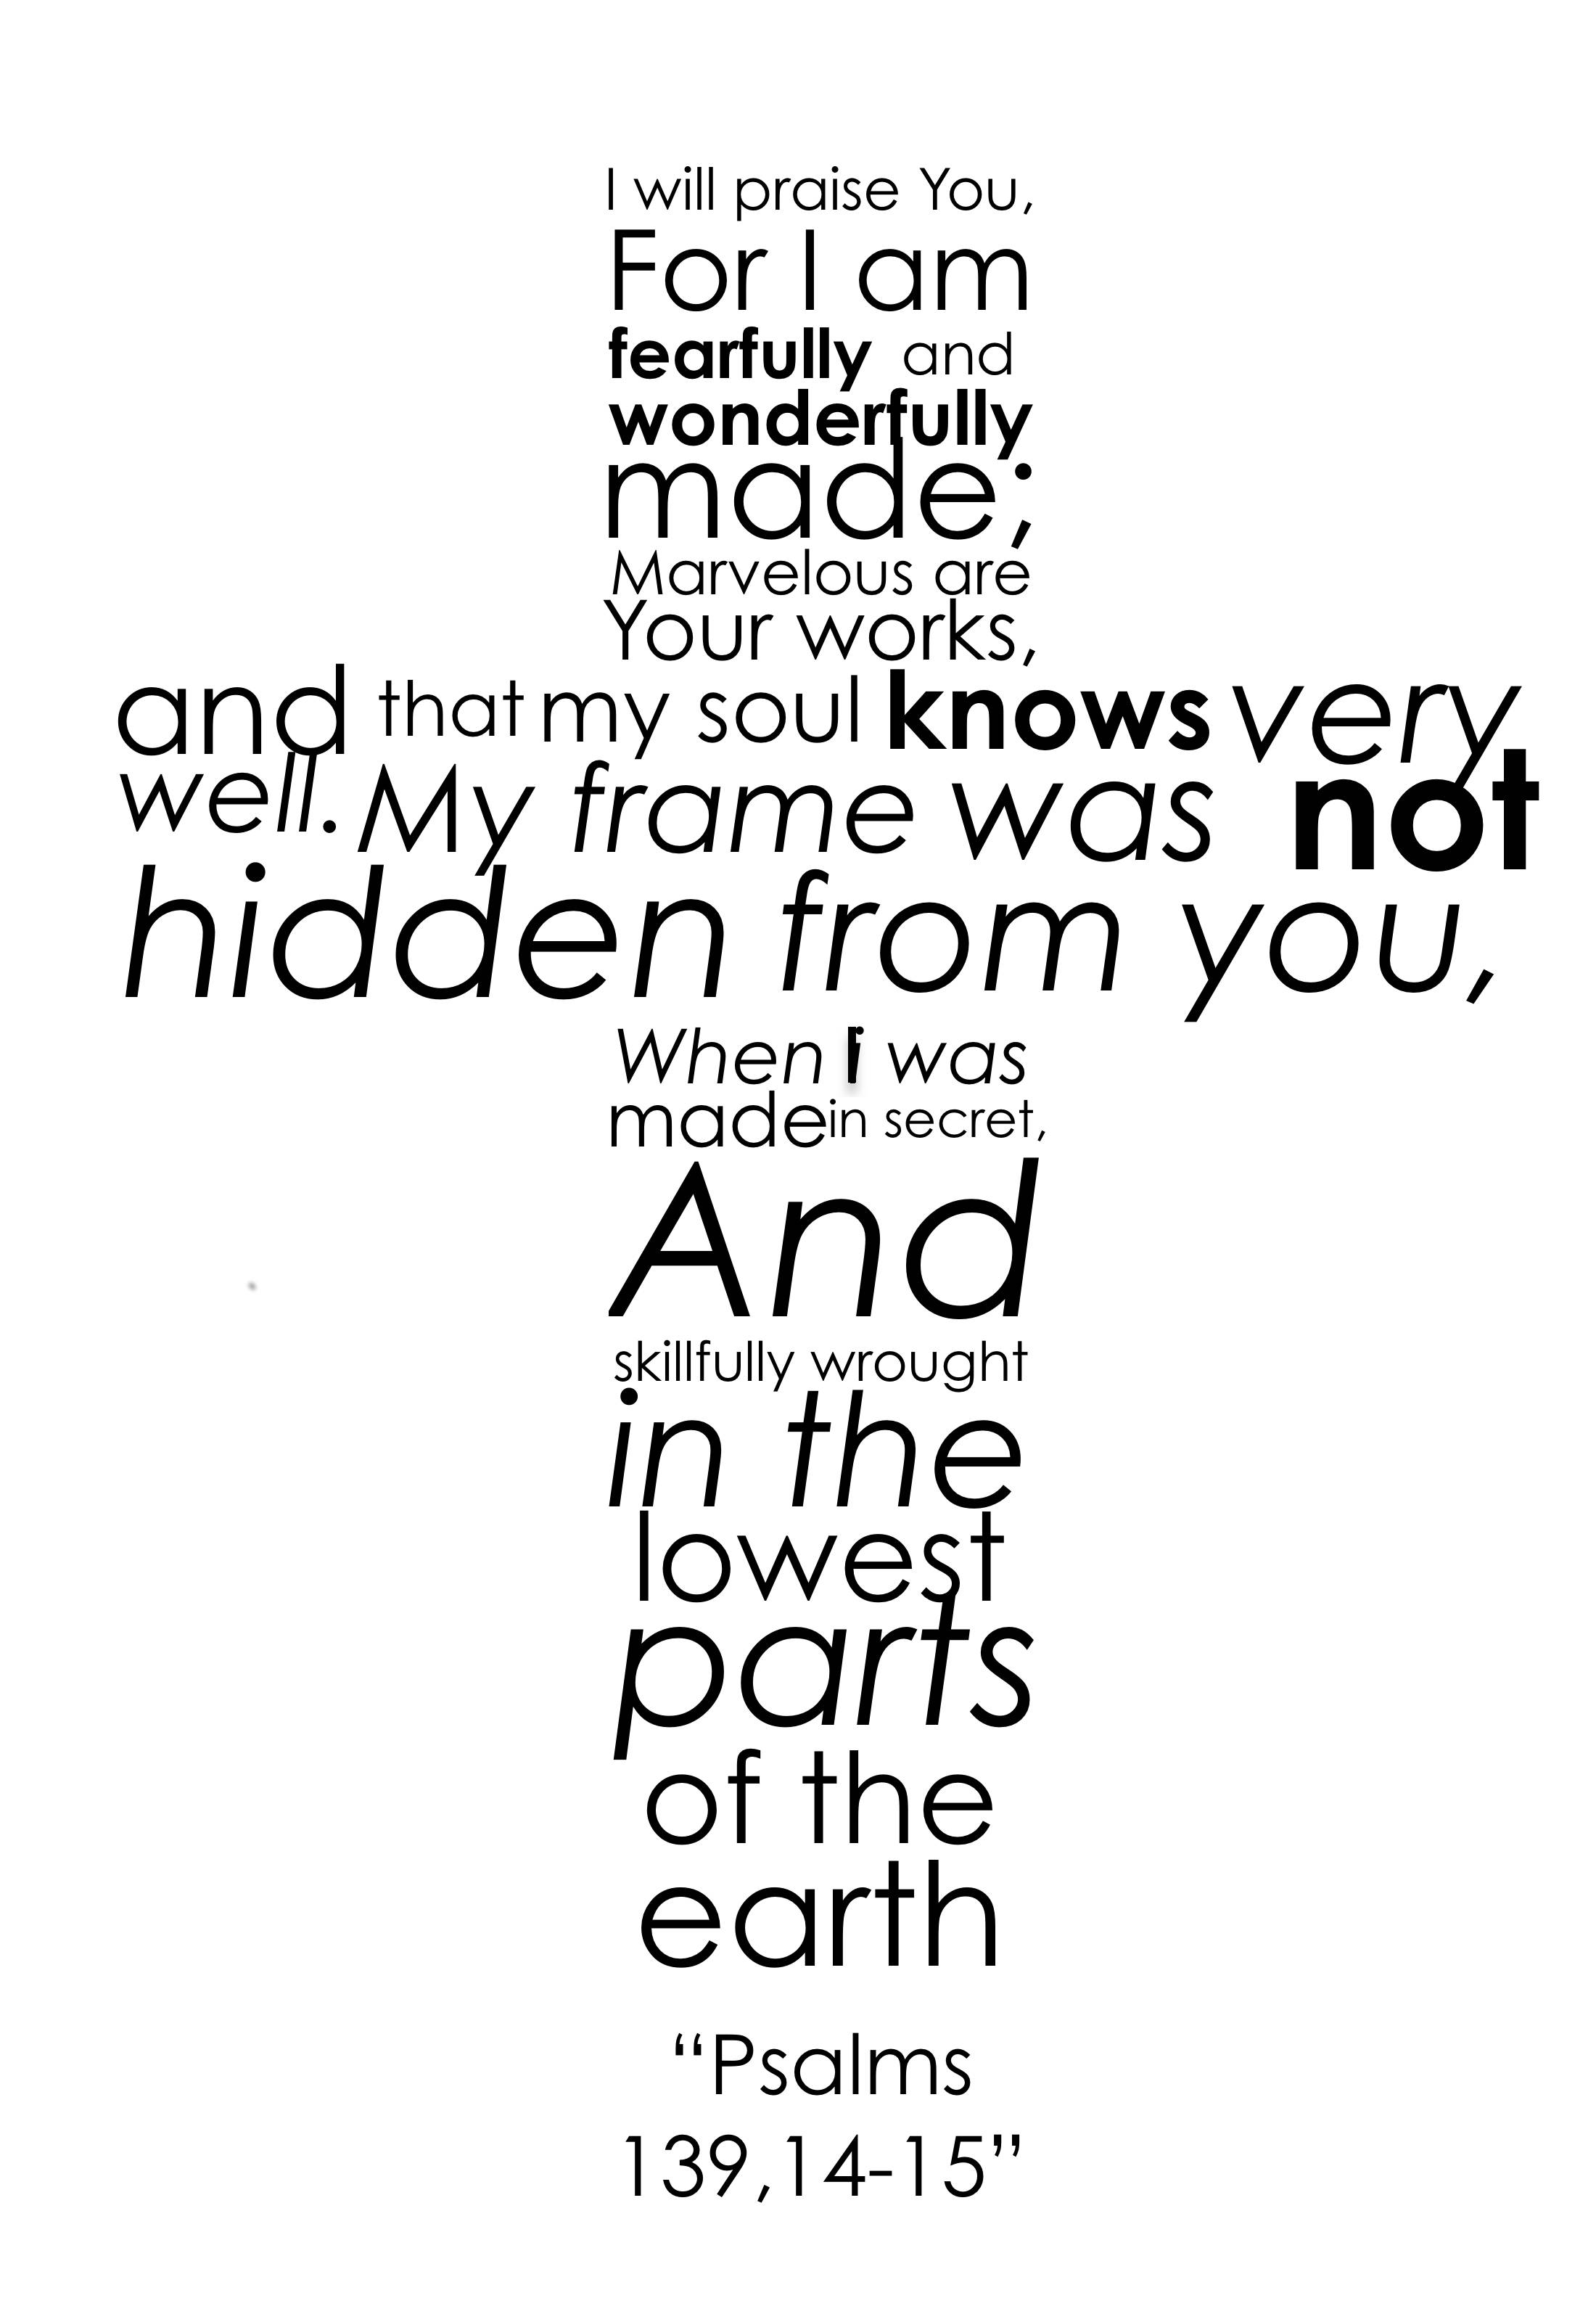 I will praise You,
For I am
fearfully and
wonderfully
made;
Marvelous are
Your works,
and that my soul knows very
well. My frame was not
hidden from you,
When i was
made in secret,
And
skillfully wrought
in the
lowest
parts
of the
earth
“Psalms
139,14-15”